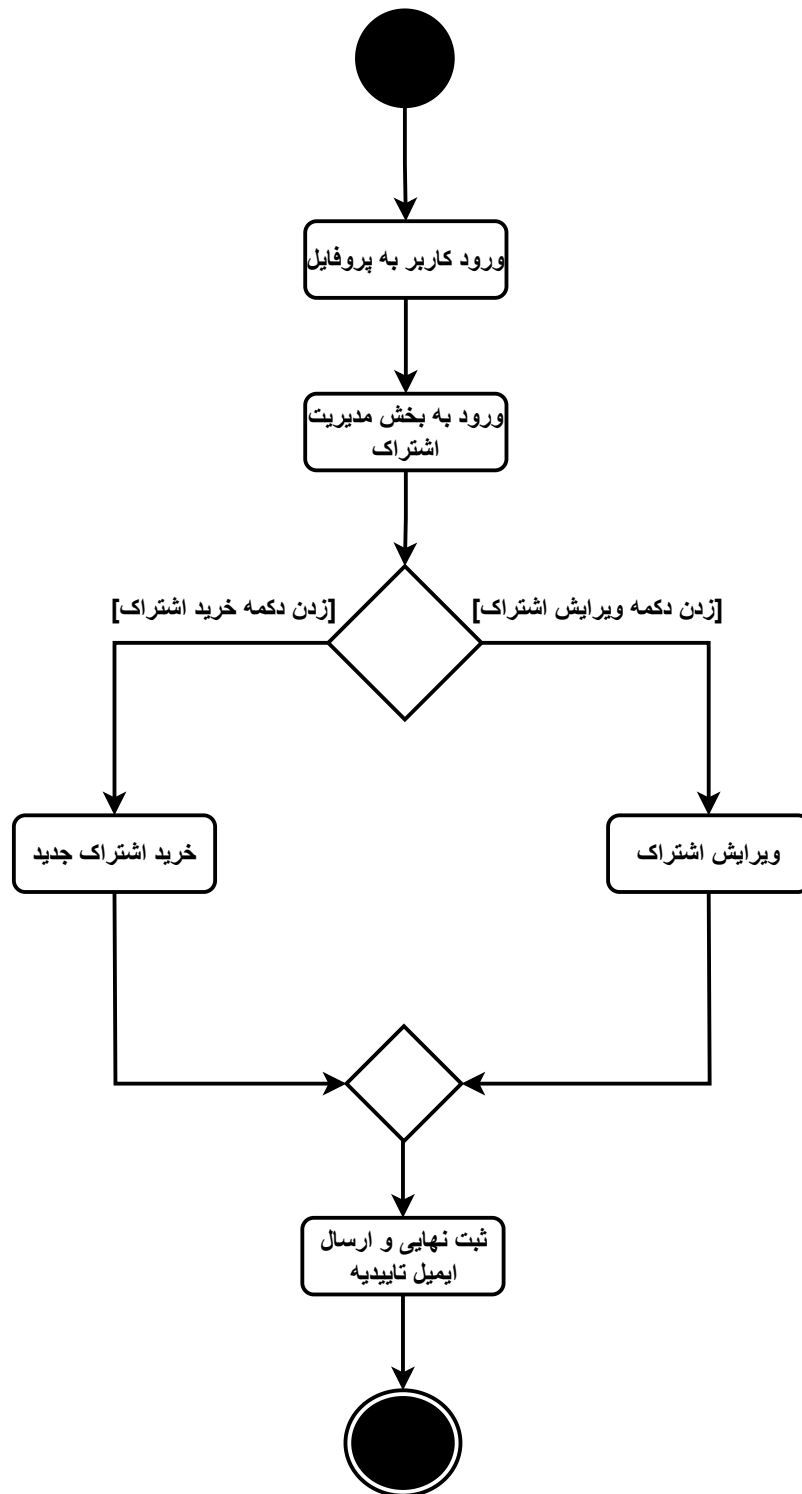 ورود کاربر به پروفایل
ورود به بخش مدیریت
اشتراک
[زدن دکمه ویرایش اشتراک]
[زدن دکمه خرید اشتراک]
ویرایش اشتراک
خرید اشتراک جدید
ثبت نهایی و ارسال
ایمیل تاییدیه